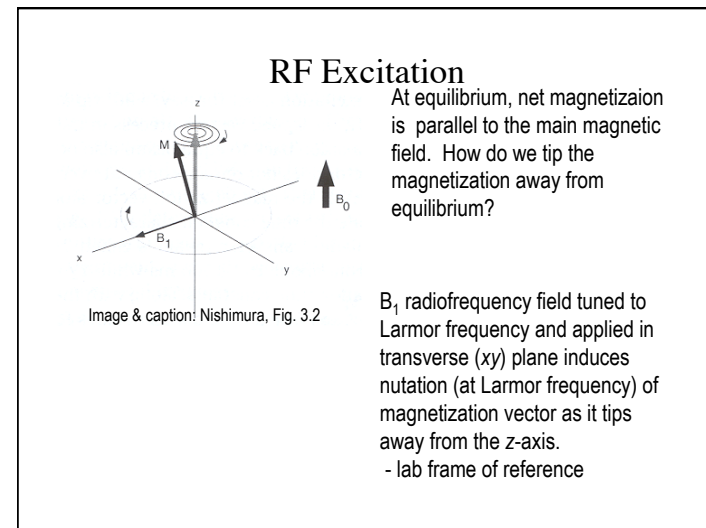 RF Excitation
At equilibrium, net magnetizaion
is parallel to the main magnetic
field. How do we tip the
magnetization away from
equilibrium?
z
M
B0
B1
x
y
Image & caption: Nishimura, Fig. 3.2
B1 radiofrequency field tuned to
Larmor frequency and applied in
transverse (xy) plane induces
nutation (at Larmor frequency) of
magnetization vector as it tips
away from the z-axis.
- lab frame of reference